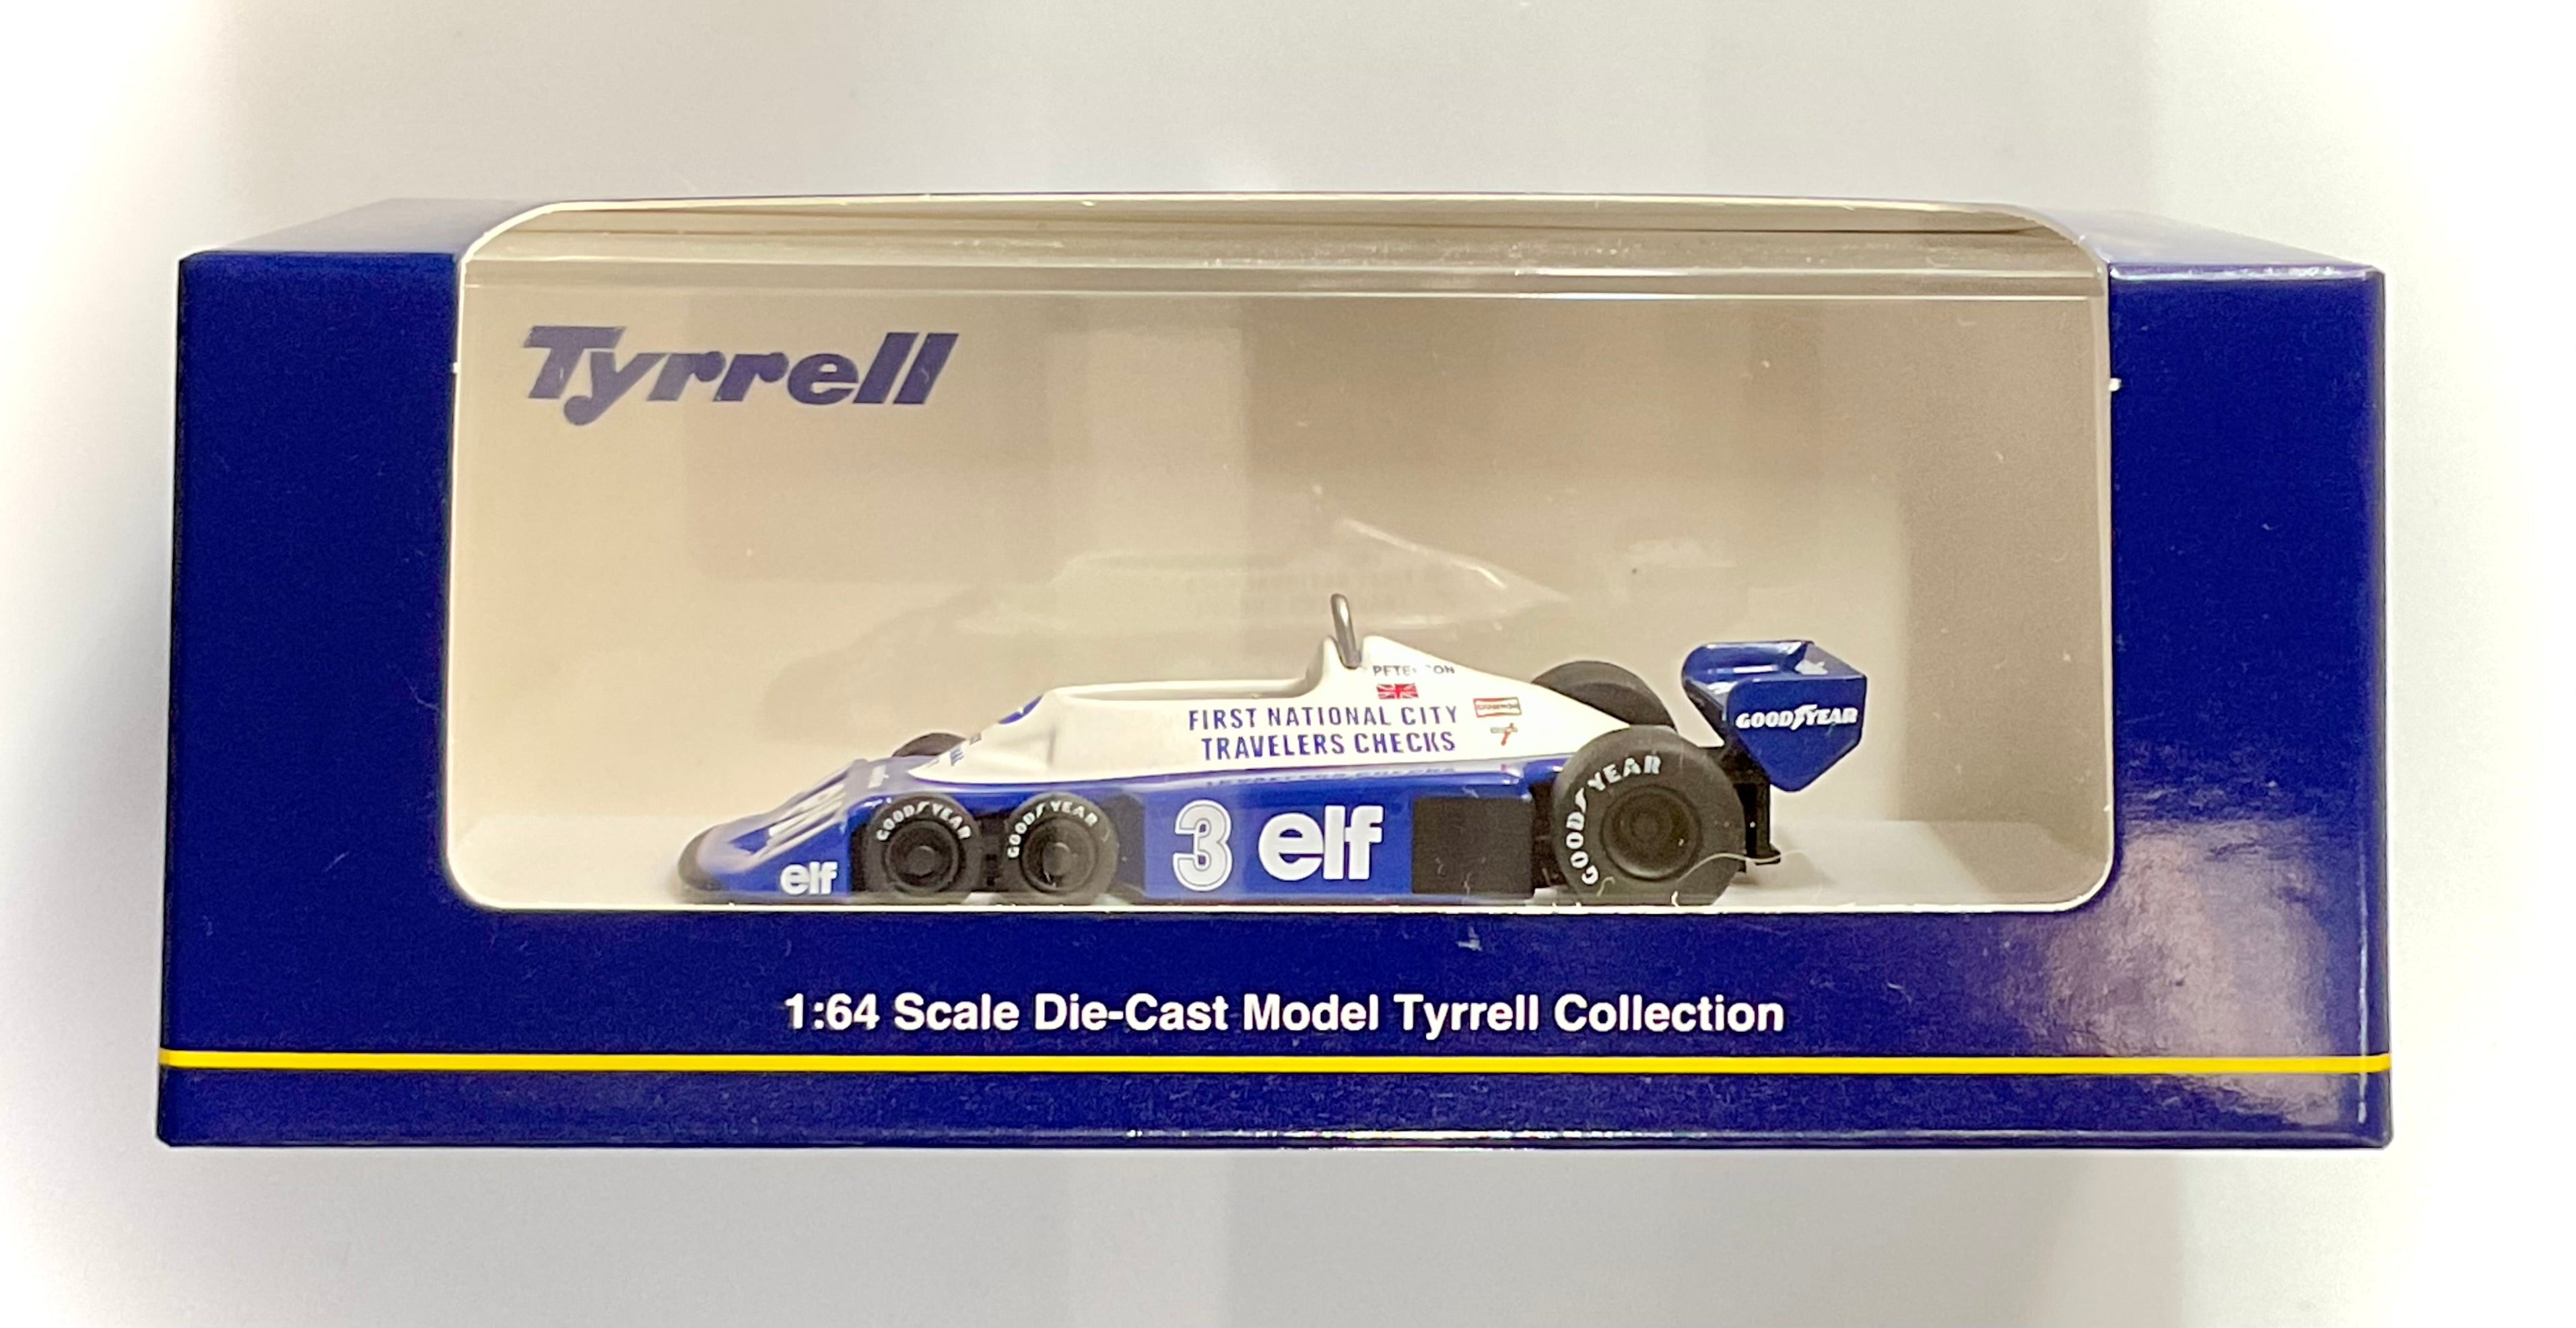 Tyrrell
FIRST NATIONAL CITY
TRAVELERS CHECKS
GOODYEAR
GOODYEAR
GOODYEAR
GOODYEAR
3 elf
elf
1:64 Scale Die-Cast Model Tyrrell Collection